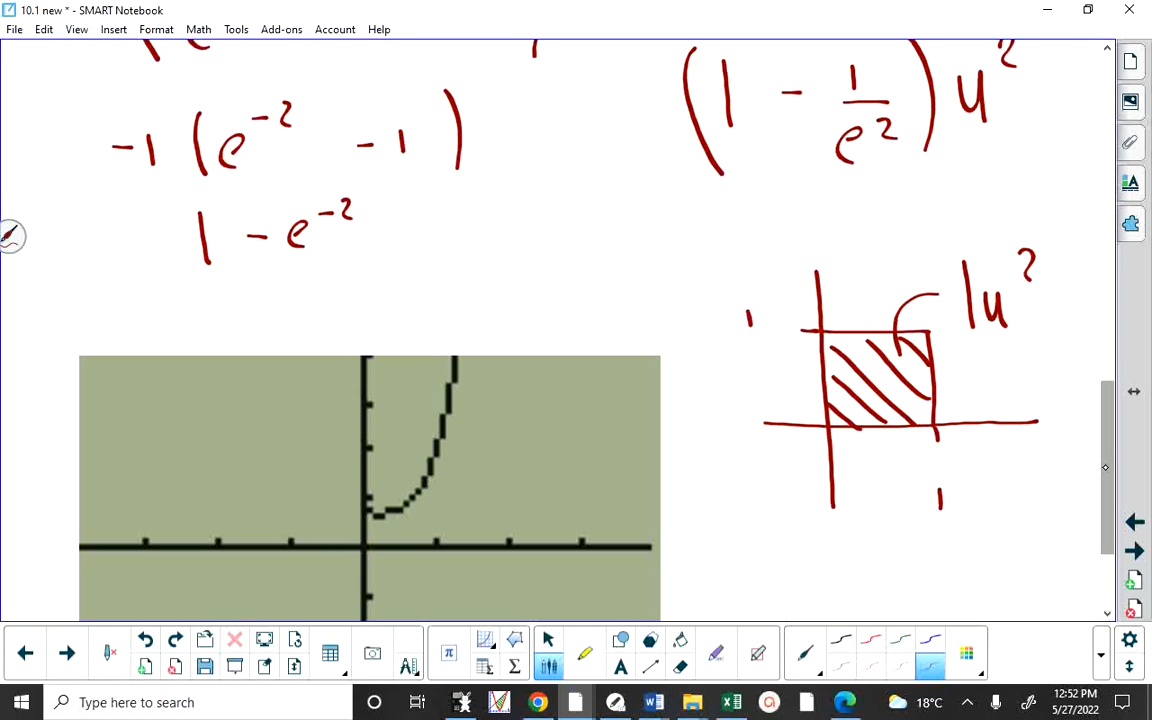 10.1 new * - SMART Notebook
File Edit View Insert Format Math Tools Add-ons Account Help
-1 (e^-2 - 1)
(1 - 1/e^2) u^2
1 - e^-2
1u^2
1
1
π
Σ
A
Type here to search
18°C
12:52 PM
5/27/2022